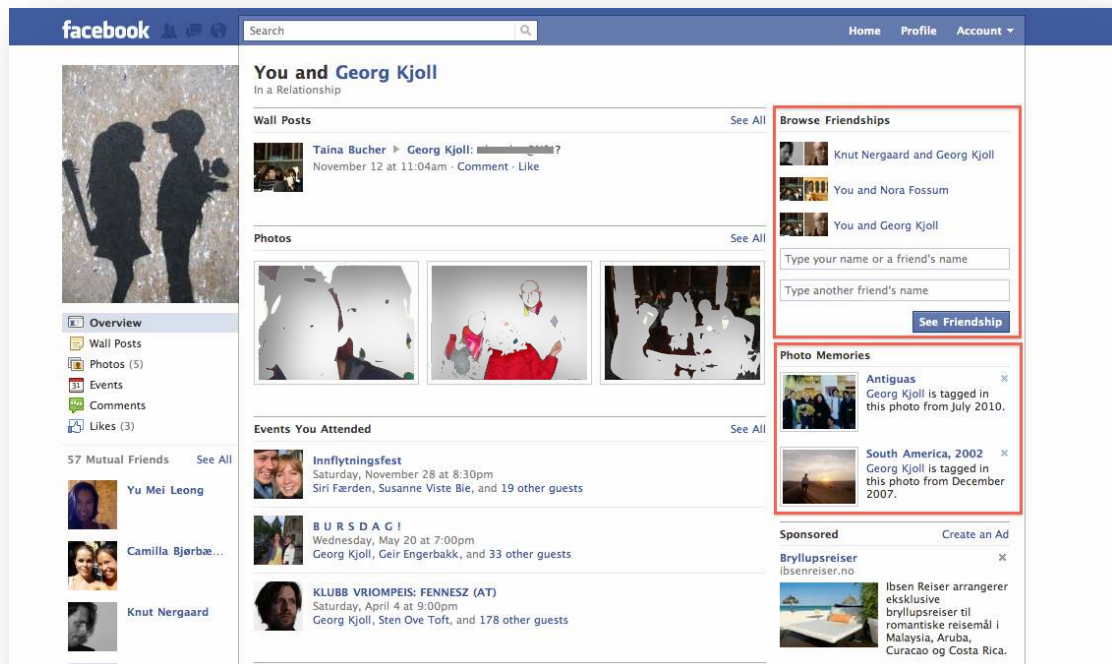 facebook
Search
Home Profile Account
You and Georg Kjoll
In a Relationship
Wall Posts See All
Taina Bucher ▸ Georg Kjoll: ?
November 12 at 11:04am · Comment · Like
Photos See All
Events You Attended See All
Innflytningsfest
Saturday, November 28 at 8:30pm
Siri Færden, Susanne Viste Bie, and 19 other guests
B U R S D A G !
Wednesday, May 20 at 7:00pm
Georg Kjoll, Geir Engerbakk, and 33 other guests
KLUBB VRIOMPEIS: FENNESZ (AT)
Saturday, April 4 at 9:00pm
Georg Kjoll, Sten Ove Toft, and 178 other guests
Overview
Wall Posts
Photos (5)
31 Events
Comments
Likes (3)
57 Mutual Friends See All
Yu Mei Leong
Camilla Bjørbæ...
Knut Nergaard
Browse Friendships
Knut Nergaard and Georg Kjoll
You and Nora Fossum
You and Georg Kjoll
Type your name or a friend's name
Type another friend's name
See Friendship
Photo Memories
Antiguas ×
Georg Kjoll is tagged in
this photo from July 2010.
South America, 2002 ×
Georg Kjoll is tagged in
this photo from December
2007.
Sponsored Create an Ad
Bryllupsreiser ×
ibsenreiser.no
Ibsen Reiser arrangerer
eksklusive
bryllupsreiser til
romantiske reisemål i
Malaysia, Aruba,
Curacao og Costa Rica.